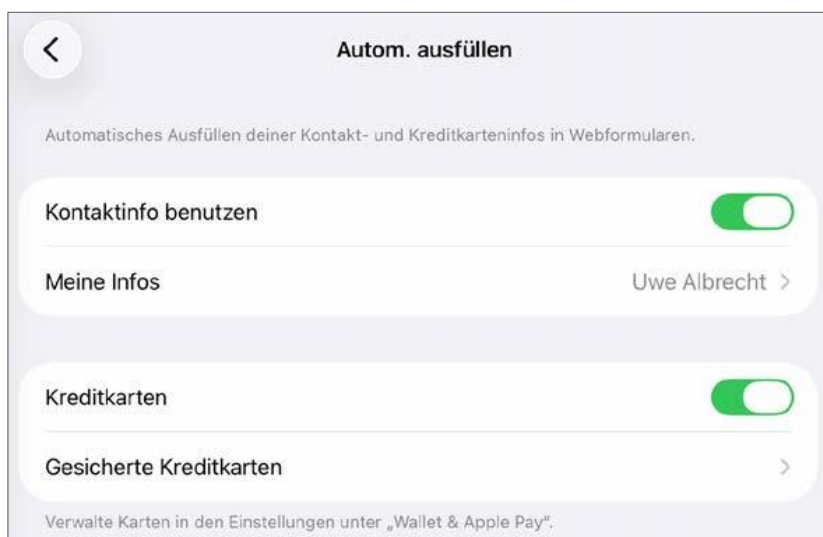 Autom. ausfüllen
Automatisches Ausfüllen deiner Kontakt- und Kreditkarteninfos in Webformularen.
Kontaktinfo benutzen
Meine Infos Uwe Albrecht
Kreditkarten
Gesicherte Kreditkarten
Verwalte Karten in den Einstellungen unter „Wallet & Apple Pay“.